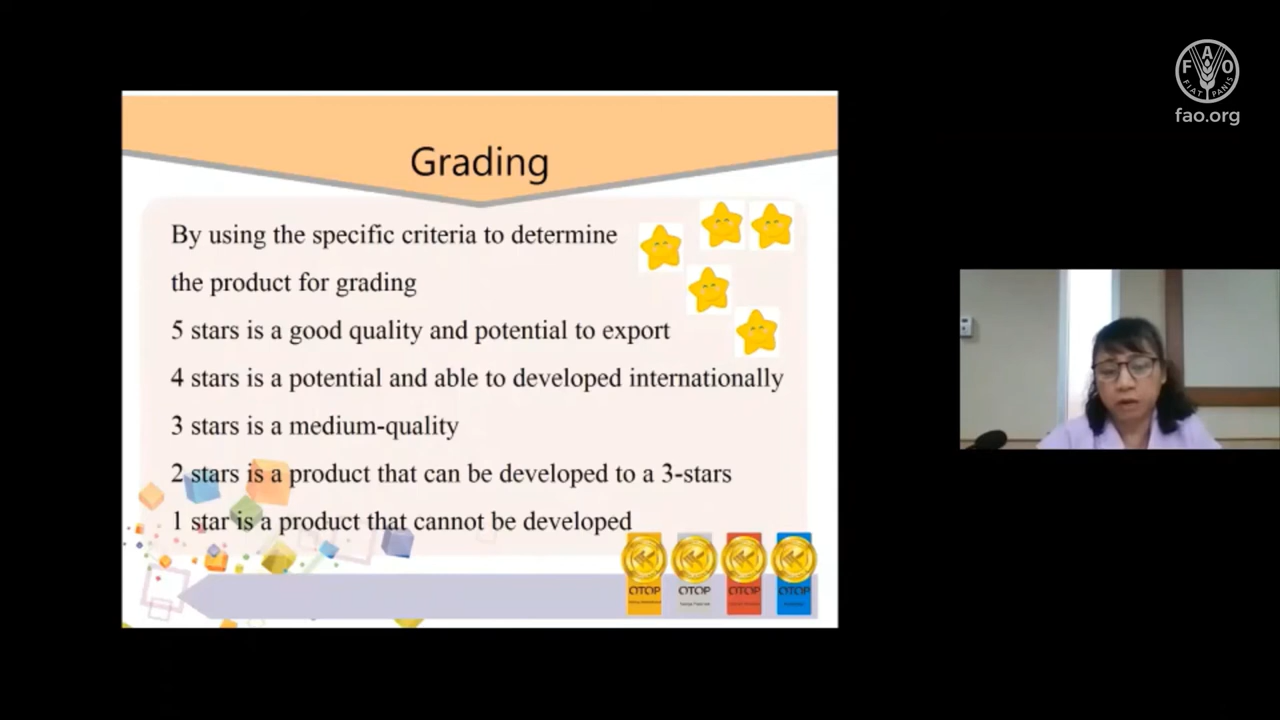 FAO
FIAT PANIS
fao.org
Grading
By using the specific criteria to determine
the product for grading
5 stars is a good quality and potential to export
4 stars is a potential and able to developed internationally
3 stars is a medium-quality
2 stars is a product that can be developed to a 3-stars
1 star is a product that cannot be developed
OTOP OTOP OTOP OTOP